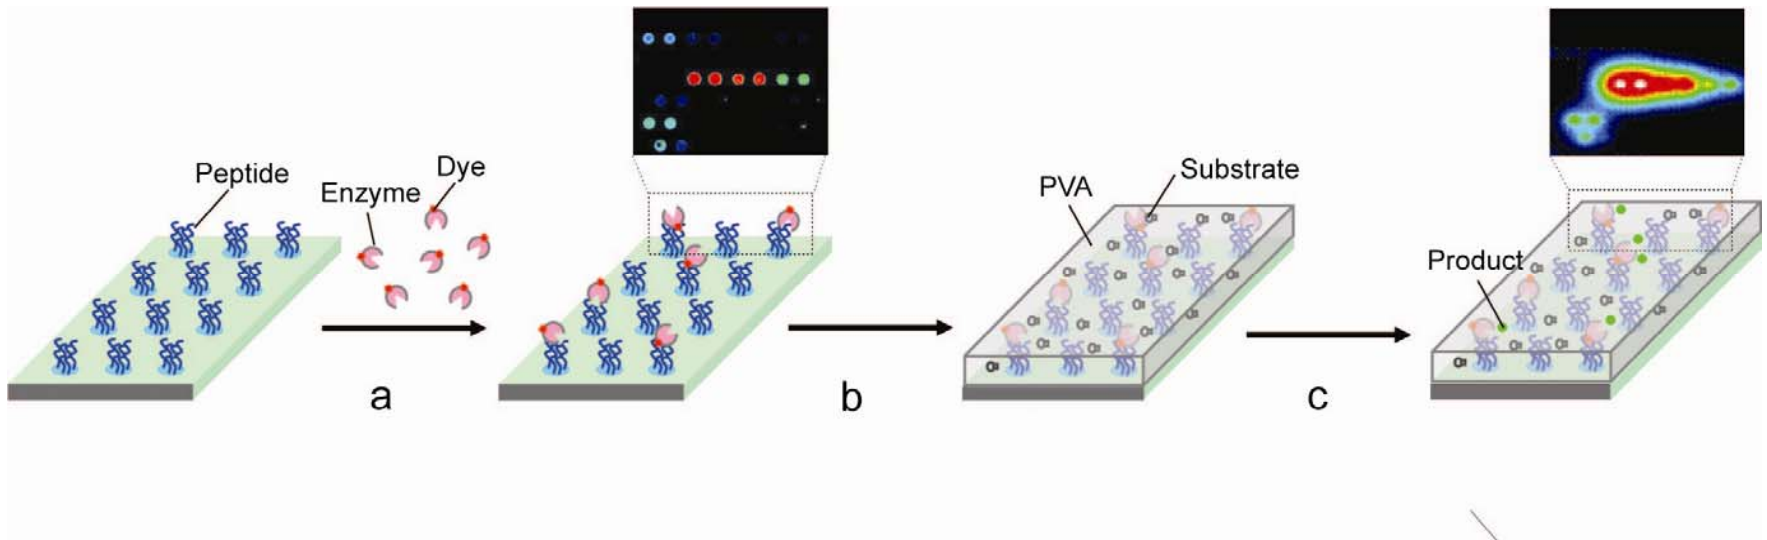 Peptide
Enzyme
Dye
a
b
PVA
Substrate
c
Product